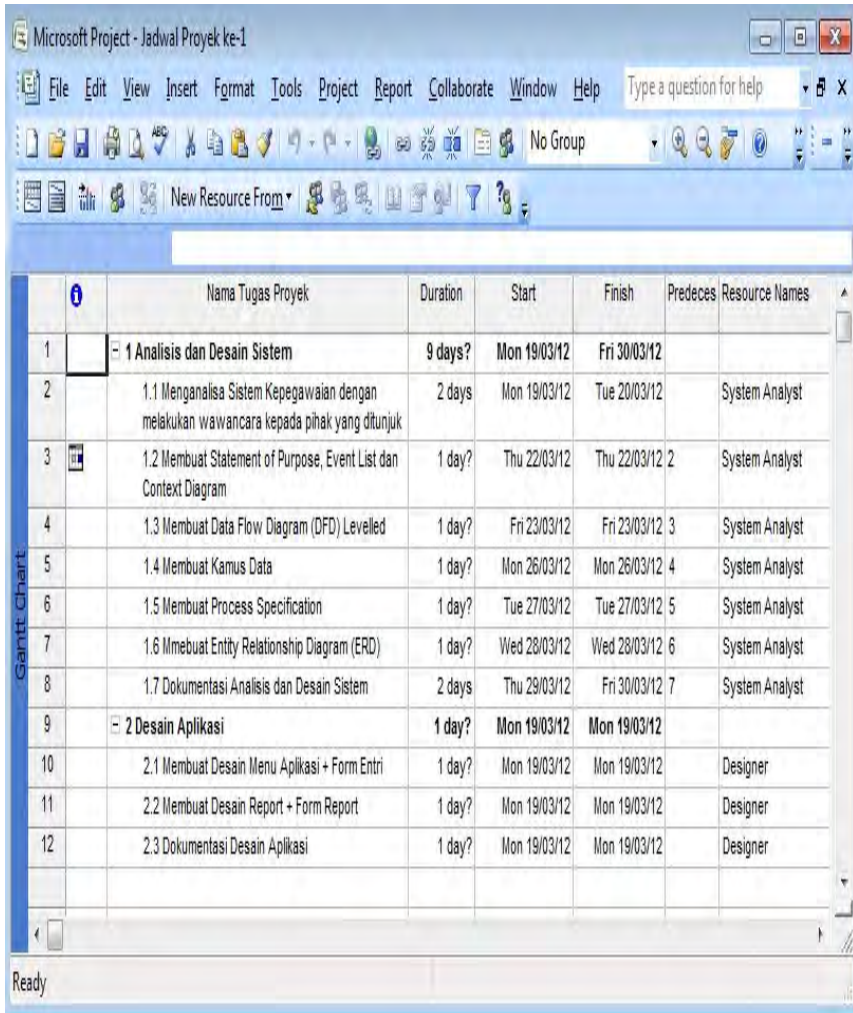 Microsoft Project - Jadwal Proyek ke-1
File Edit View Insert Format Tools Project Report Collaborate Window Help Type a question for help
ABC No Group
New Resource From
Nama Tugas Proyek Duration Start Finish Predeces Resource Names
1 1 Analisis dan Desain Sistem 9 days? Mon 19/03/12 Fri 30/03/12
2 1.1 Menganalisa Sistem Kepegawaian dengan 2 days Mon 19/03/12 Tue 20/03/12 System Analyst
melakukan wawancara kepada pihak yang ditunjuk
3 1.2 Membuat Statement of Purpose, Event List dan 1 day? Thu 22/03/12 Thu 22/03/12 2 System Analyst
Context Diagram
4 1.3 Membuat Data Flow Diagram (DFD) Levelled 1 day? Fri 23/03/12 Fri 23/03/12 3 System Analyst
5 1.4 Membuat Kamus Data 1 day? Mon 26/03/12 Mon 26/03/12 4 System Analyst
6 1.5 Membuat Process Specification 1 day? Tue 27/03/12 Tue 27/03/12 5 System Analyst
7 1.6 Mmebuat Entity Relationship Diagram (ERD) 1 day? Wed 28/03/12 Wed 28/03/12 6 System Analyst
8 1.7 Dokumentasi Analisis dan Desain Sistem 2 days Thu 29/03/12 Fri 30/03/12 7 System Analyst
9 2 Desain Aplikasi 1 day? Mon 19/03/12 Mon 19/03/12
10 2.1 Membuat Desain Menu Aplikasi + Form Entri 1 day? Mon 19/03/12 Mon 19/03/12 Designer
11 2.2 Membuat Desain Report + Form Report 1 day? Mon 19/03/12 Mon 19/03/12 Designer
12 2.3 Dokumentasi Desain Aplikasi 1 day? Mon 19/03/12 Mon 19/03/12 Designer
Gantt Chart
Ready